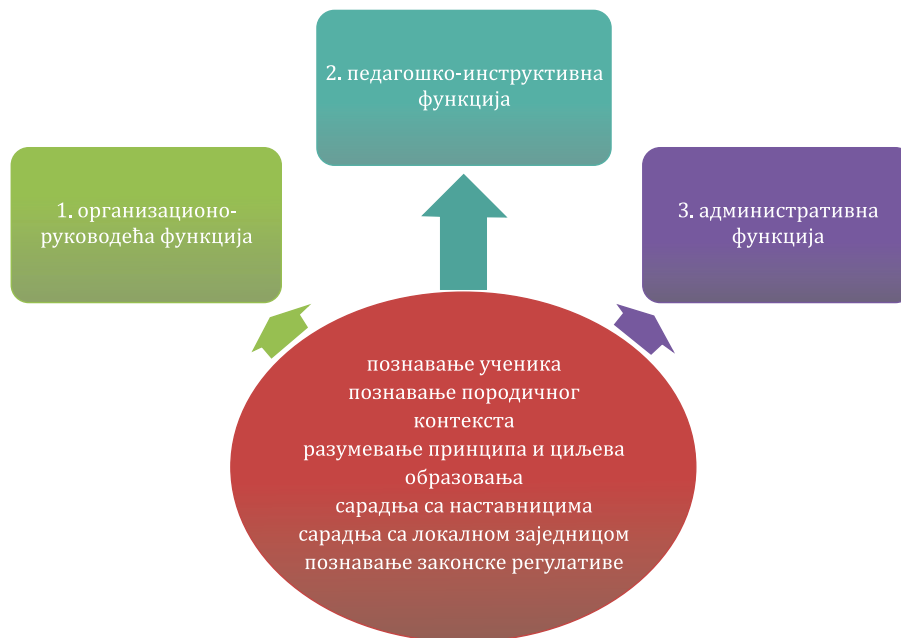 1. организационо-
руководећа функција
2. педагошко-инструктивна
функција
3. административна
функција
познавање ученика
познавање породичног
контекста
разумевање принципа и циљева
образовања
сарадња са наставницима
сарадња са локалном заједницом
познавање законске регулативе